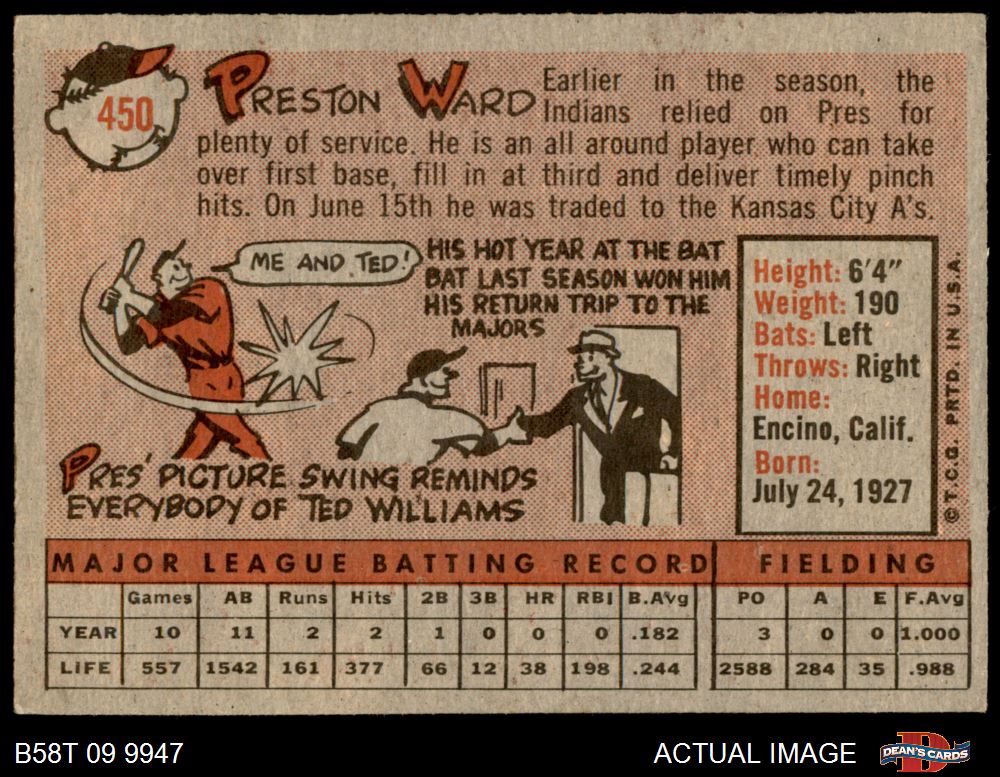 450
PRESTON WARD
Earlier in the season, the
Indians relied on Pres for
plenty of service. He is an all around player who can take
over first base, fill in at third and deliver timely pinch
hits. On June 15th he was traded to the Kansas City A's.
ME AND TED!
HIS HOT YEAR AT THE BAT
BAT LAST SEASON WON HIM
HIS RETURN TRIP TO THE
MAJORS
PRES' PICTURE SWING REMINDS
EVERYBODY OF TED WILLIAMS
Height: 6'4"
Weight: 190
Bats: Left
Throws: Right
Home:
Encino, Calif.
Born:
July 24, 1927
© T.C.G. PRTD. IN U.S.A.
MAJOR LEAGUE BATTING RECORD FIELDING
Games AB Runs Hits 2B 3B HR RBI B.Avg PO A E F.Avg
YEAR 10 11 2 2 1 0 0 0 .182 3 0 0 1.000
LIFE 557 1542 161 377 66 12 38 198 .244 2588 284 35 .988
B58T 09 9947 ACTUAL IMAGE D DEAN'S CARDS